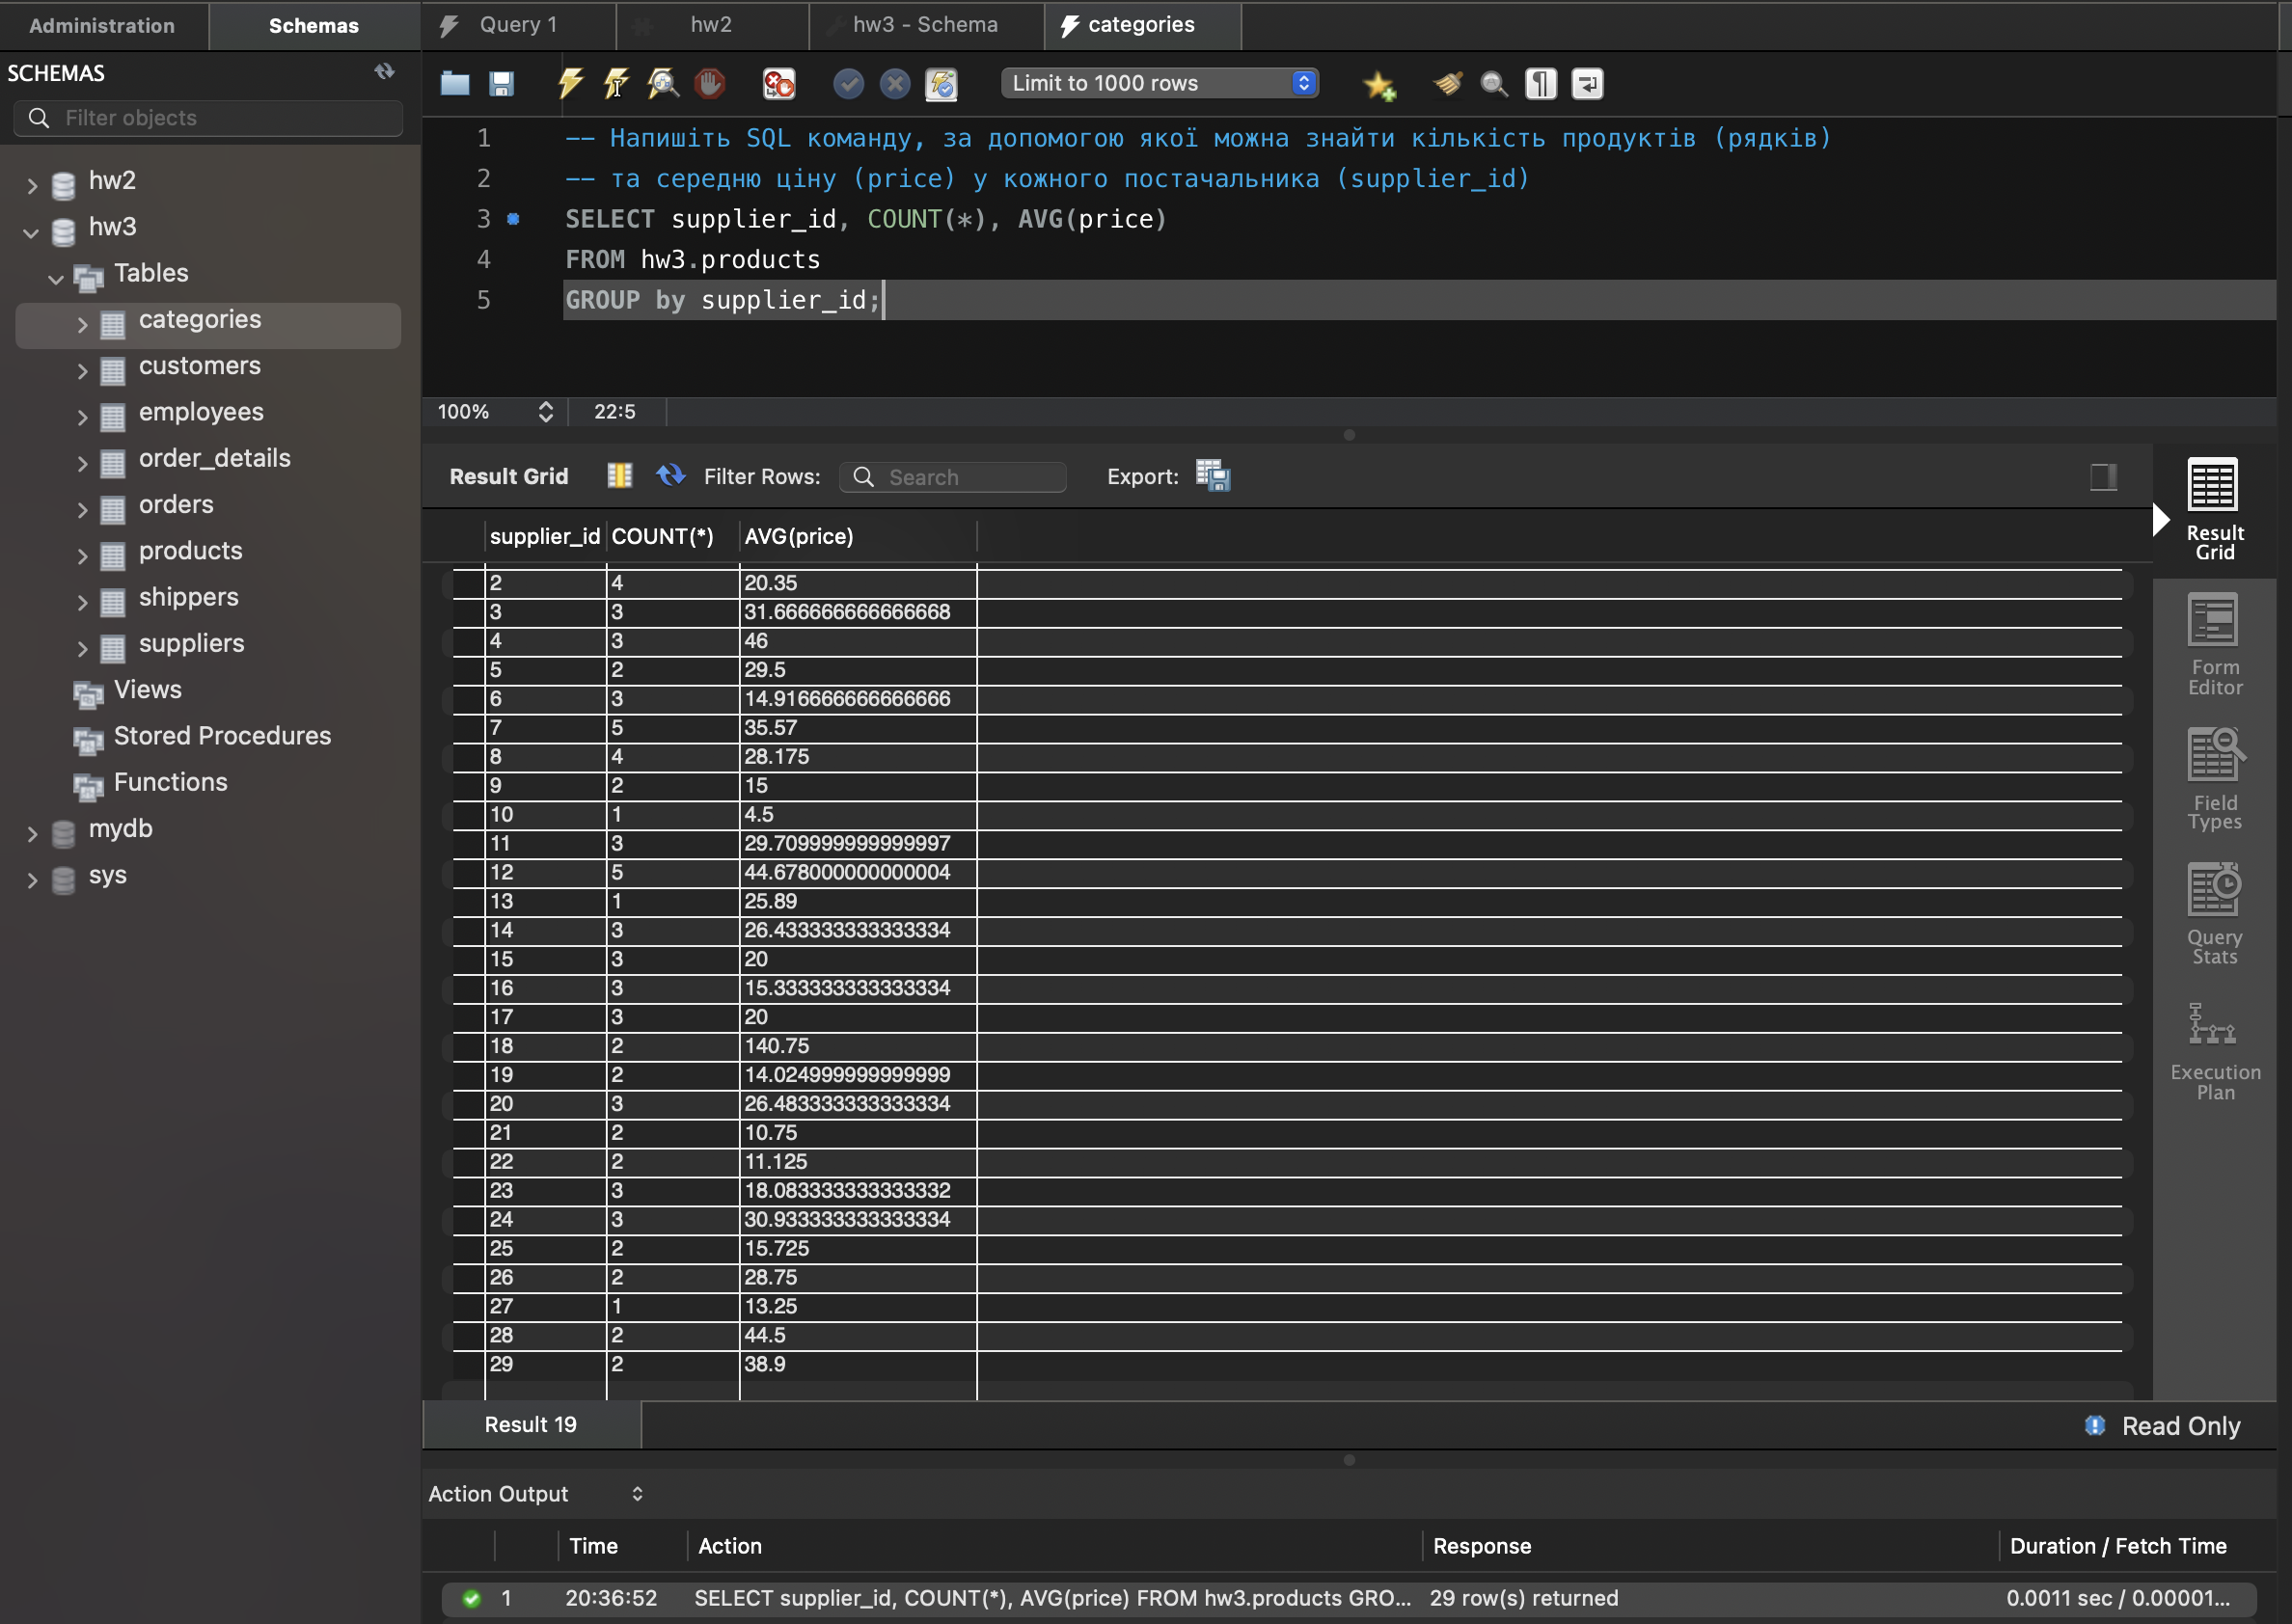 Administration
Schemas
SCHEMAS
Filter objects
hw2
hw3
Tables
categories
customers
employees
order_details
orders
products
shippers
suppliers
Views
Stored Procedures
Functions
mydb
sys
Query 1
hw2
hw3 - Schema
categories
Limit to 1000 rows
1 -- Напишіть SQL команду, за допомогою якої можна знайти кількість продуктів (рядків)
2 -- та середню ціну (price) у кожного постачальника (supplier_id)
3 SELECT supplier_id, COUNT(*), AVG(price)
4 FROM hw3.products
5 GROUP by supplier_id;
100% 22:5
Result Grid Filter Rows: Search Export:
supplier_id COUNT(*) AVG(price)
2 4 20.35
3 3 31.666666666666668
4 3 46
5 2 29.5
6 3 14.916666666666666
7 5 35.57
8 4 28.175
9 2 15
10 1 4.5
11 3 29.709999999999997
12 5 44.678000000000004
13 1 25.89
14 3 26.433333333333334
15 3 20
16 3 15.333333333333334
17 3 20
18 2 140.75
19 2 14.024999999999999
20 3 26.483333333333334
21 2 10.75
22 2 11.125
23 3 18.083333333333332
24 3 30.933333333333334
25 2 15.725
26 2 28.75
27 1 13.25
28 2 44.5
29 2 38.9
Result
Grid
Form
Editor
Field
Types
Query
Stats
Execution
Plan
Result 19
Read Only
Action Output
Time Action Response Duration / Fetch Time
1 20:36:52 SELECT supplier_id, COUNT(*), AVG(price) FROM hw3.products GRO... 29 row(s) returned 0.0011 sec / 0.00001...